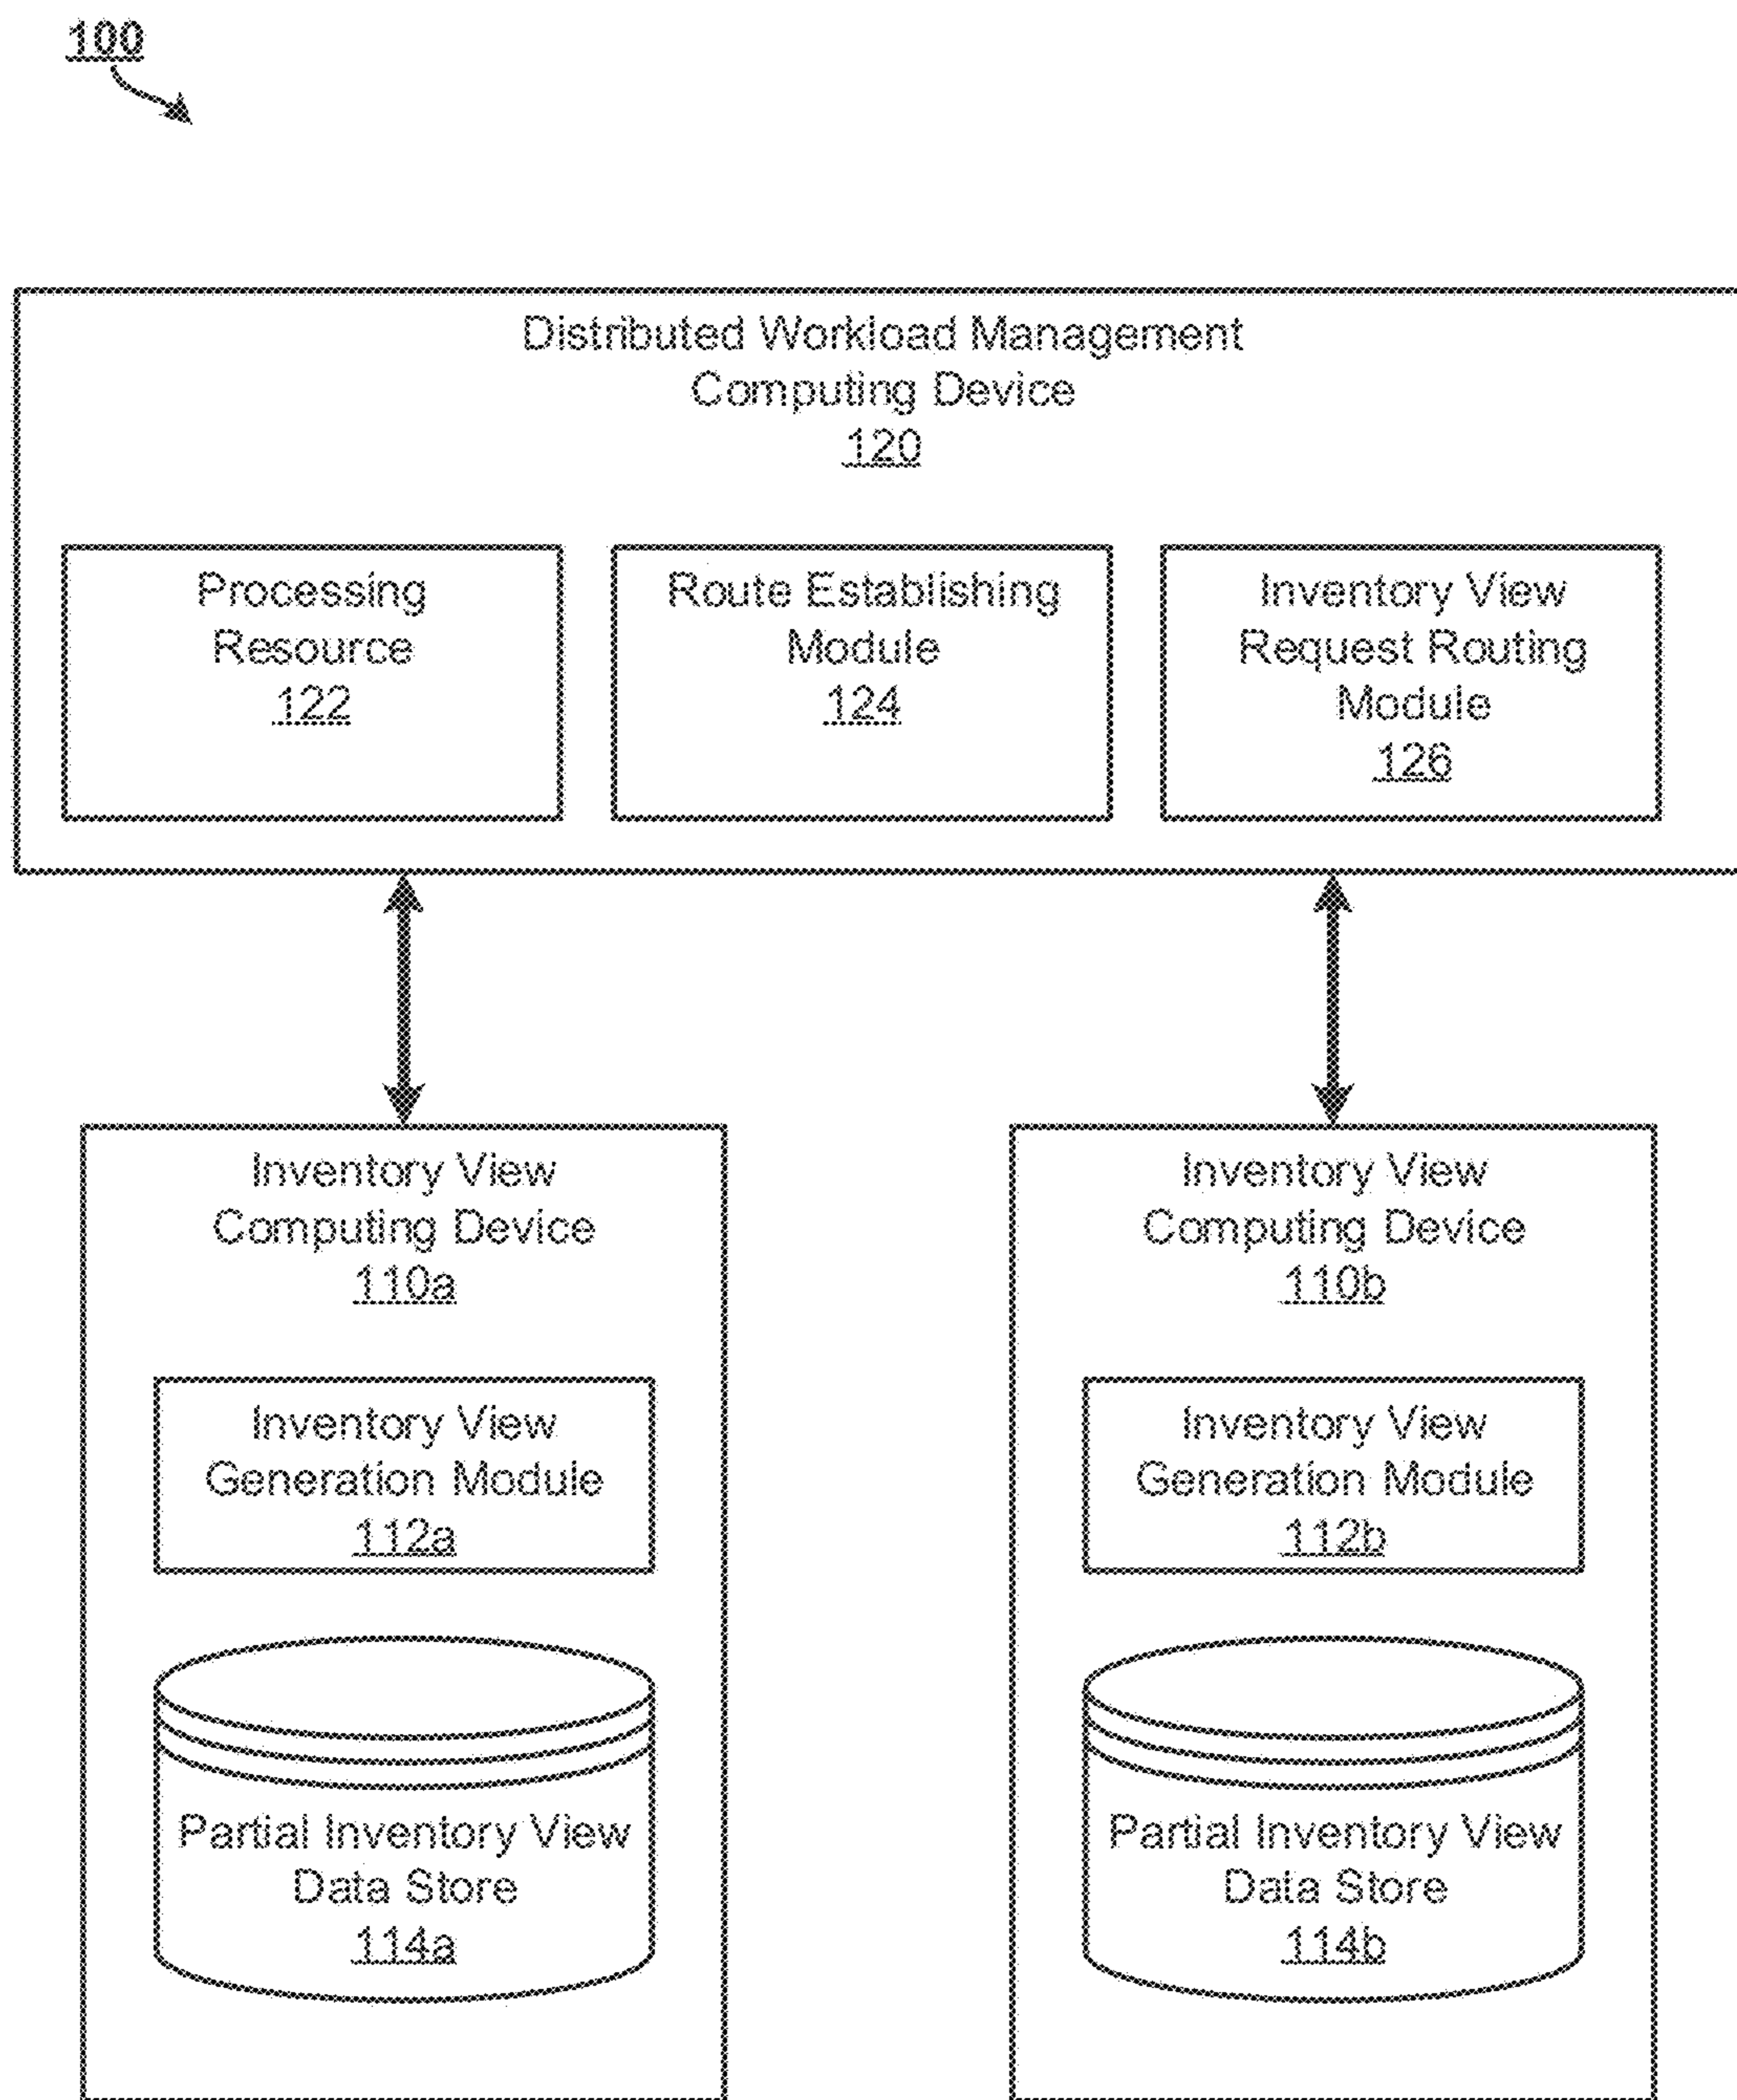 100
Distributed Workload Management
Computing Device
120
Processing
Resource
122
Route Establishing
Module
124
Inventory View
Request Routing
Module
126
Inventory View
Computing Device
110a
Inventory View
Generation Module
112a
Partial Inventory View
Data Store
114a
Inventory View
Computing Device
110b
Inventory View
Generation Module
112b
Partial Inventory View
Data Store
114b